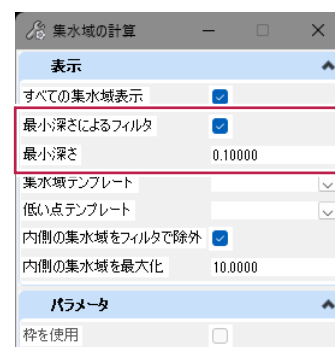 集水域の計算
表示
すべての集水域表示
最小深さによるフィルタ
最小深さ 0.10000
集水域テンプレート
低い点テンプレート
内側の集水域をフィルタで除外
内側の集水域を最大化 10.0000
パラメータ
枠を使用